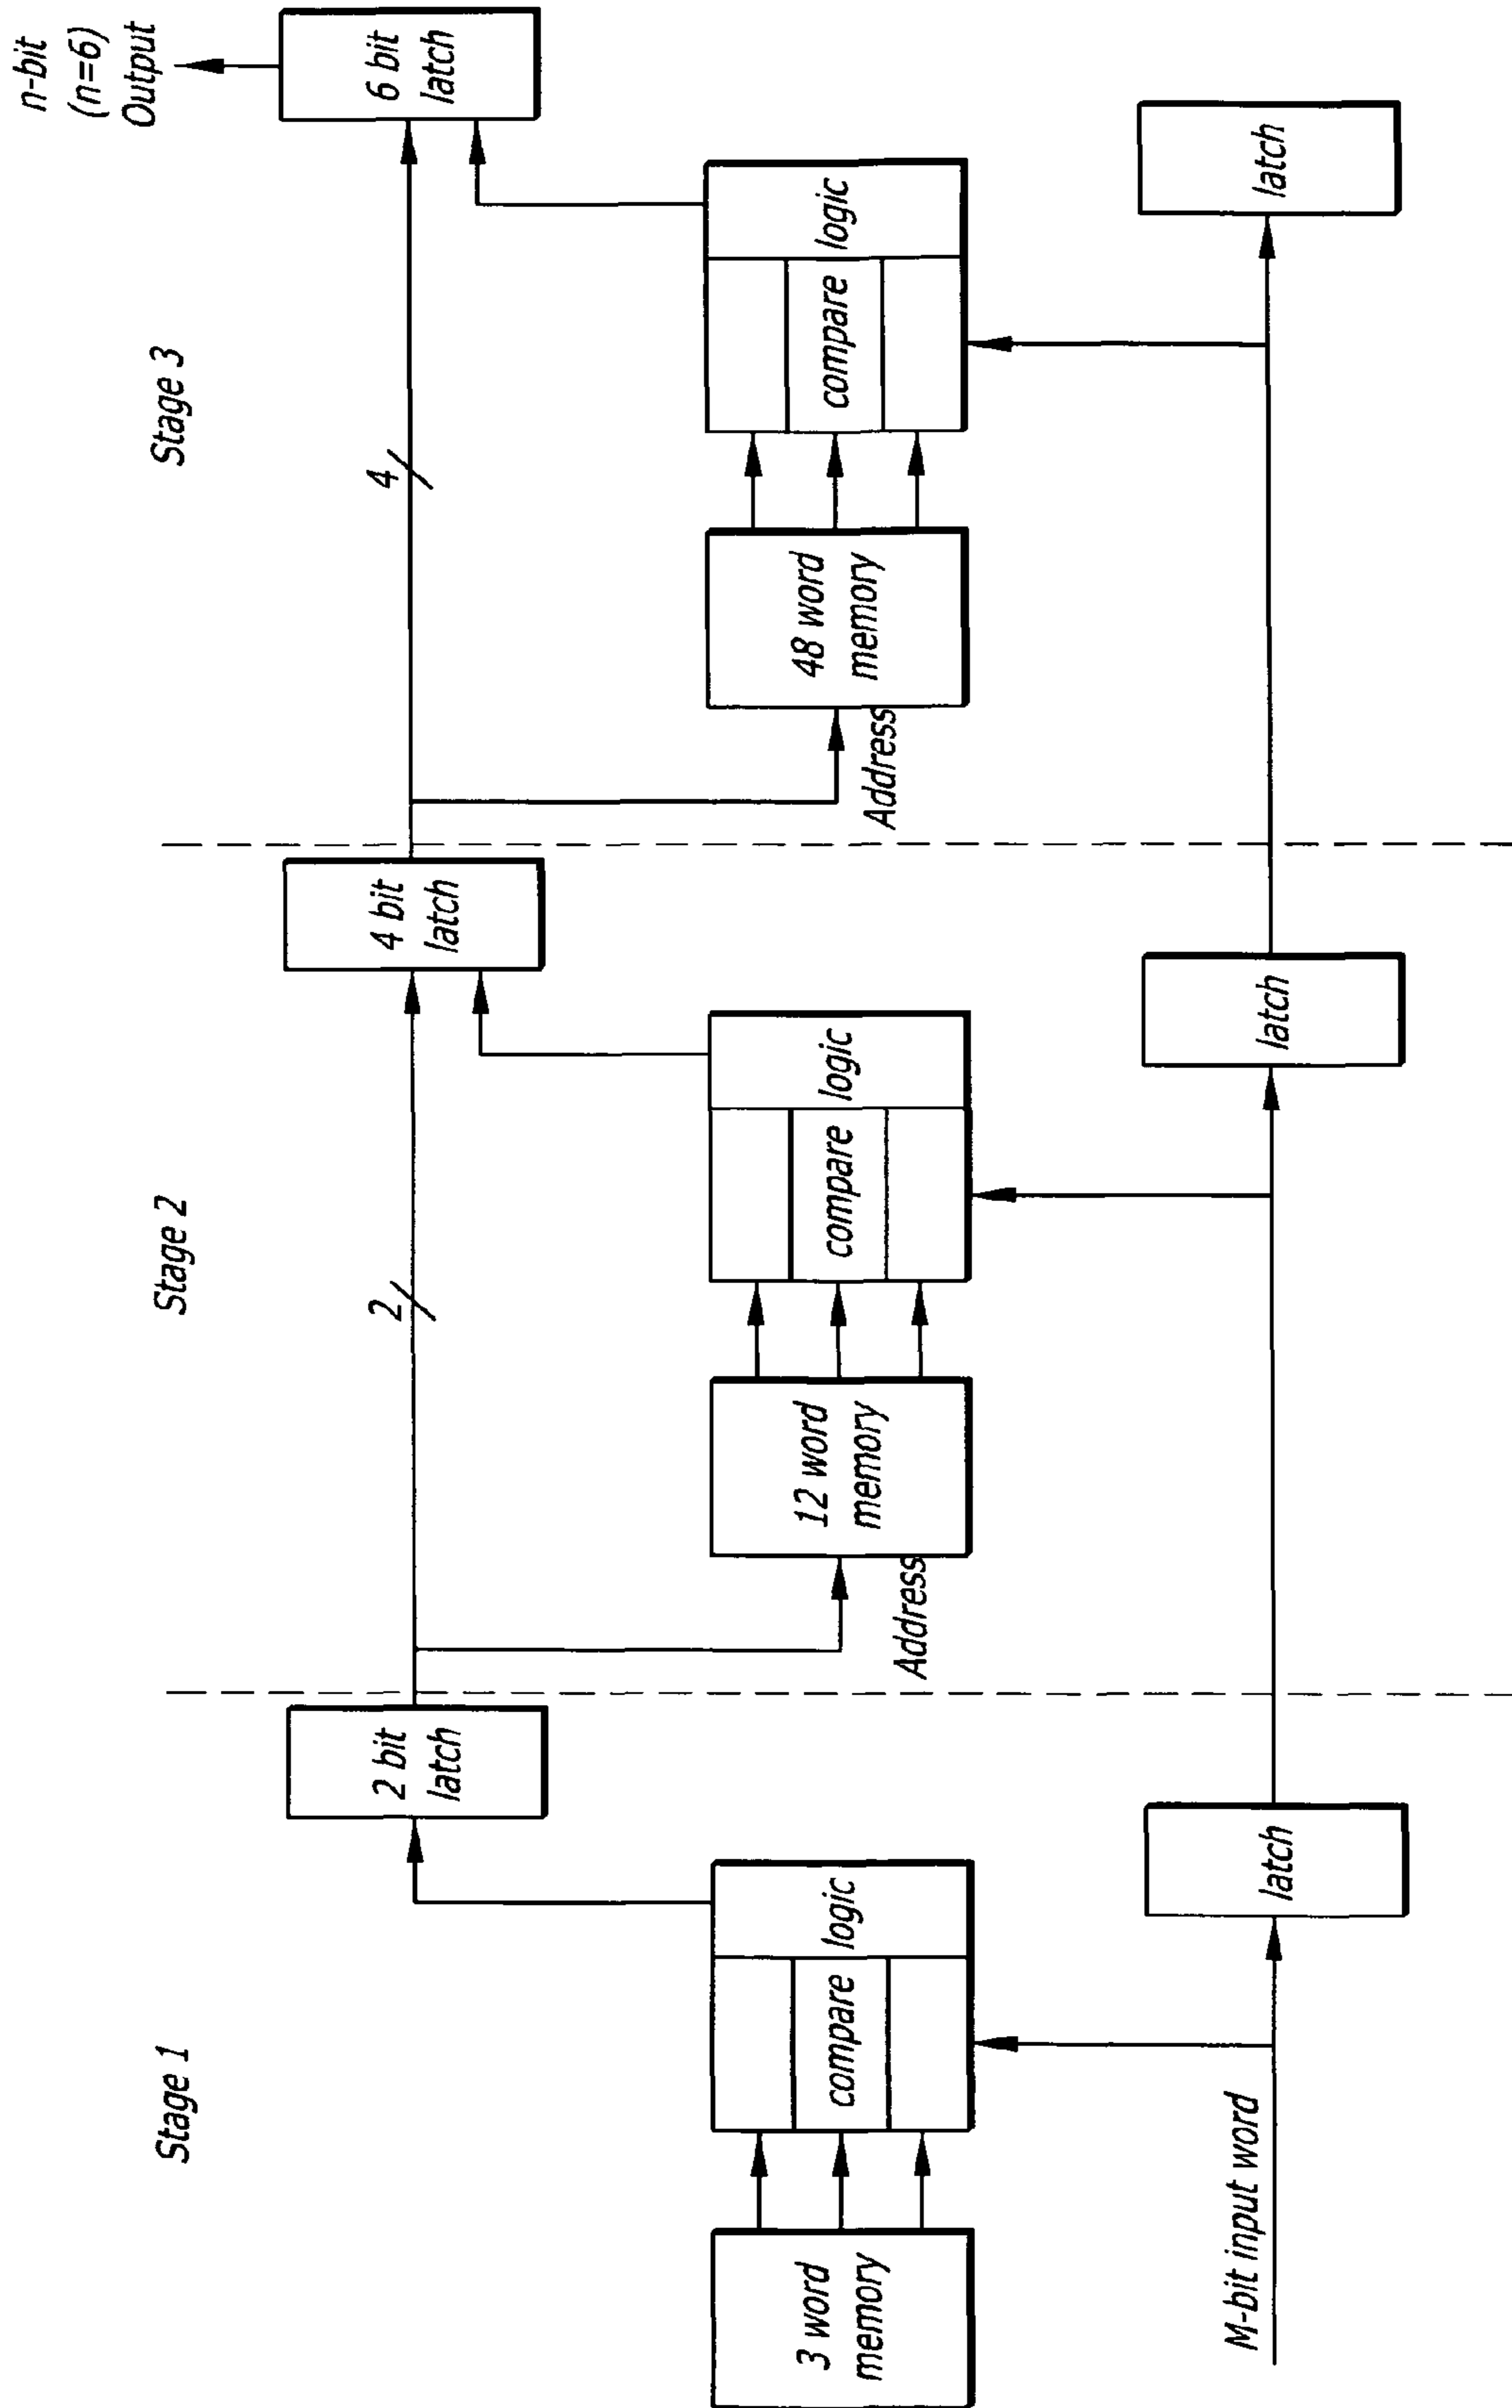 Stage 1
Stage 2
Stage 3
n-bit
(n=6)
Output
2 bit
latch
2
4 bit
latch
4
6 bit
latch
3 word
memory
compare
logic
12 word
memory
Address
compare
logic
48 word
memory
Address
compare
logic
M-bit input word
latch
latch
latch